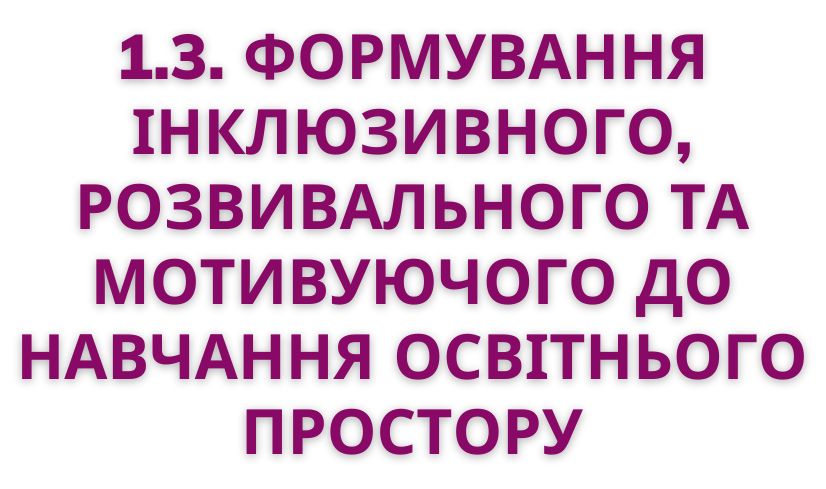 1.3. ФОРМУВАННЯ
ІНКЛЮЗИВНОГО,
РОЗВИВАЛЬНОГО ТА
МОТИВУЮЧОГО ДО
НАВЧАННЯ ОСВІТНЬОГО
ПРОСТОРУ